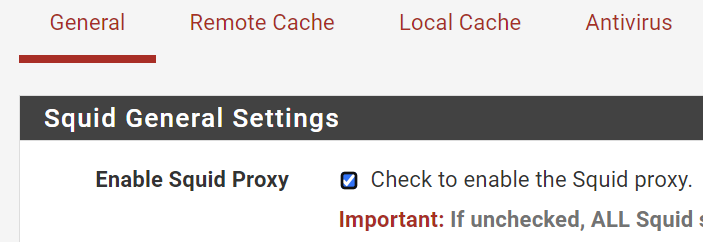 General Remote Cache Local Cache Antivirus
Squid General Settings
Enable Squid Proxy Check to enable the Squid proxy.
Important: If unchecked, ALL Squid